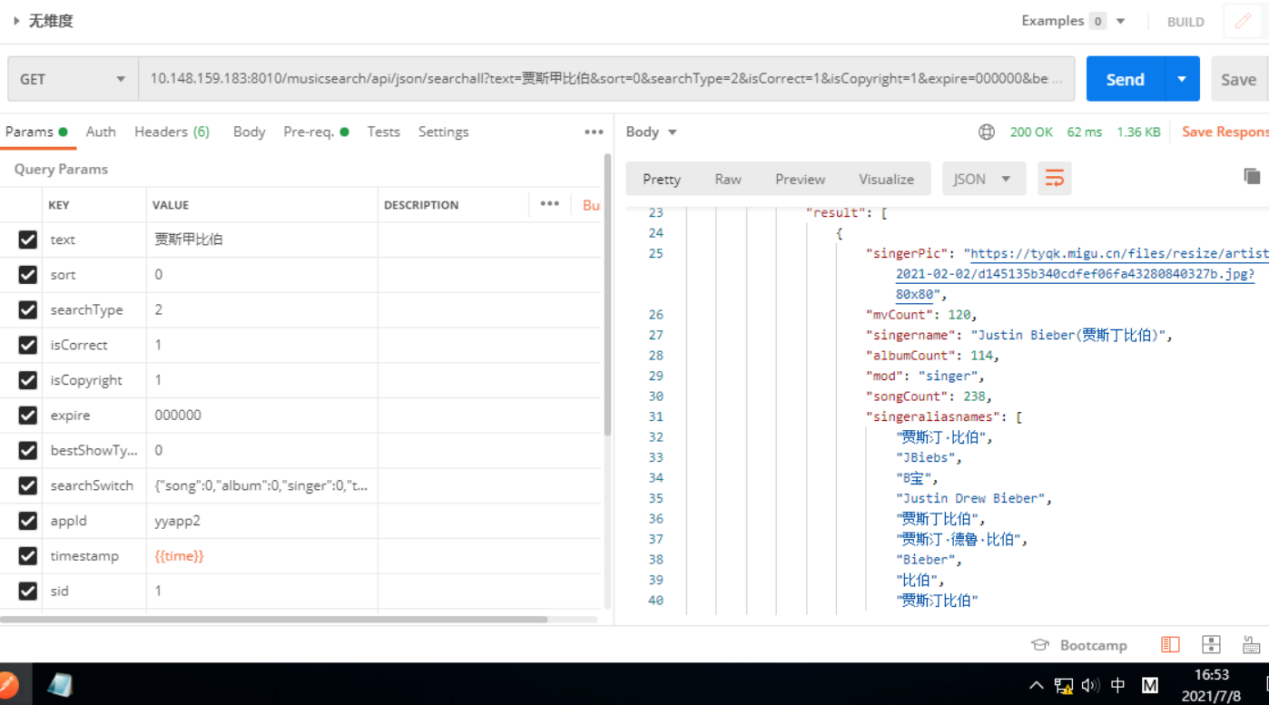 无维度
Examples 0
BUILD
GET
10.148.159.183:8010/musicsearch/api/json/searchall?text=贾斯甲比伯&sort=0&searchType=2&isCorrect=1&isCopyright=1&expire=000000&be ...
Send
Save
Params
Auth
Headers (6)
Body
Pre-req.
Tests
Settings
Query Params
KEY VALUE DESCRIPTION ••• Bu
text 贾斯甲比伯
sort 0
searchType 2
isCorrect 1
isCopyright 1
expire 000000
bestShowTy... 0
searchSwitch {"song":0,"album":0,"singer":0,"t...
appId yyapp2
timestamp {{time}}
sid 1
Body
200 OK 62 ms 1.36 KB Save Respons
Pretty Raw Preview Visualize JSON
23 "result": [
24 {
25 "singerPic": "https://tyqk.migu.cn/files/resize/artist
2021-02-02/d145135b340cdfef06fa43280840327b.jpg?
80x80",
26 "mvCount": 120,
27 "singername": "Justin Bieber(贾斯丁比伯)",
28 "albumCount": 114,
29 "mod": "singer",
30 "songCount": 238,
31 "singeraliasnames": [
32 "贾斯汀·比伯",
33 "JBiebs",
34 "B宝",
35 "Justin Drew Bieber",
36 "贾斯丁比伯",
37 "贾斯汀·德鲁·比伯",
38 "Bieber",
39 "比伯",
40 "贾斯汀比伯"
Bootcamp
中 M
16:53
2021/7/8